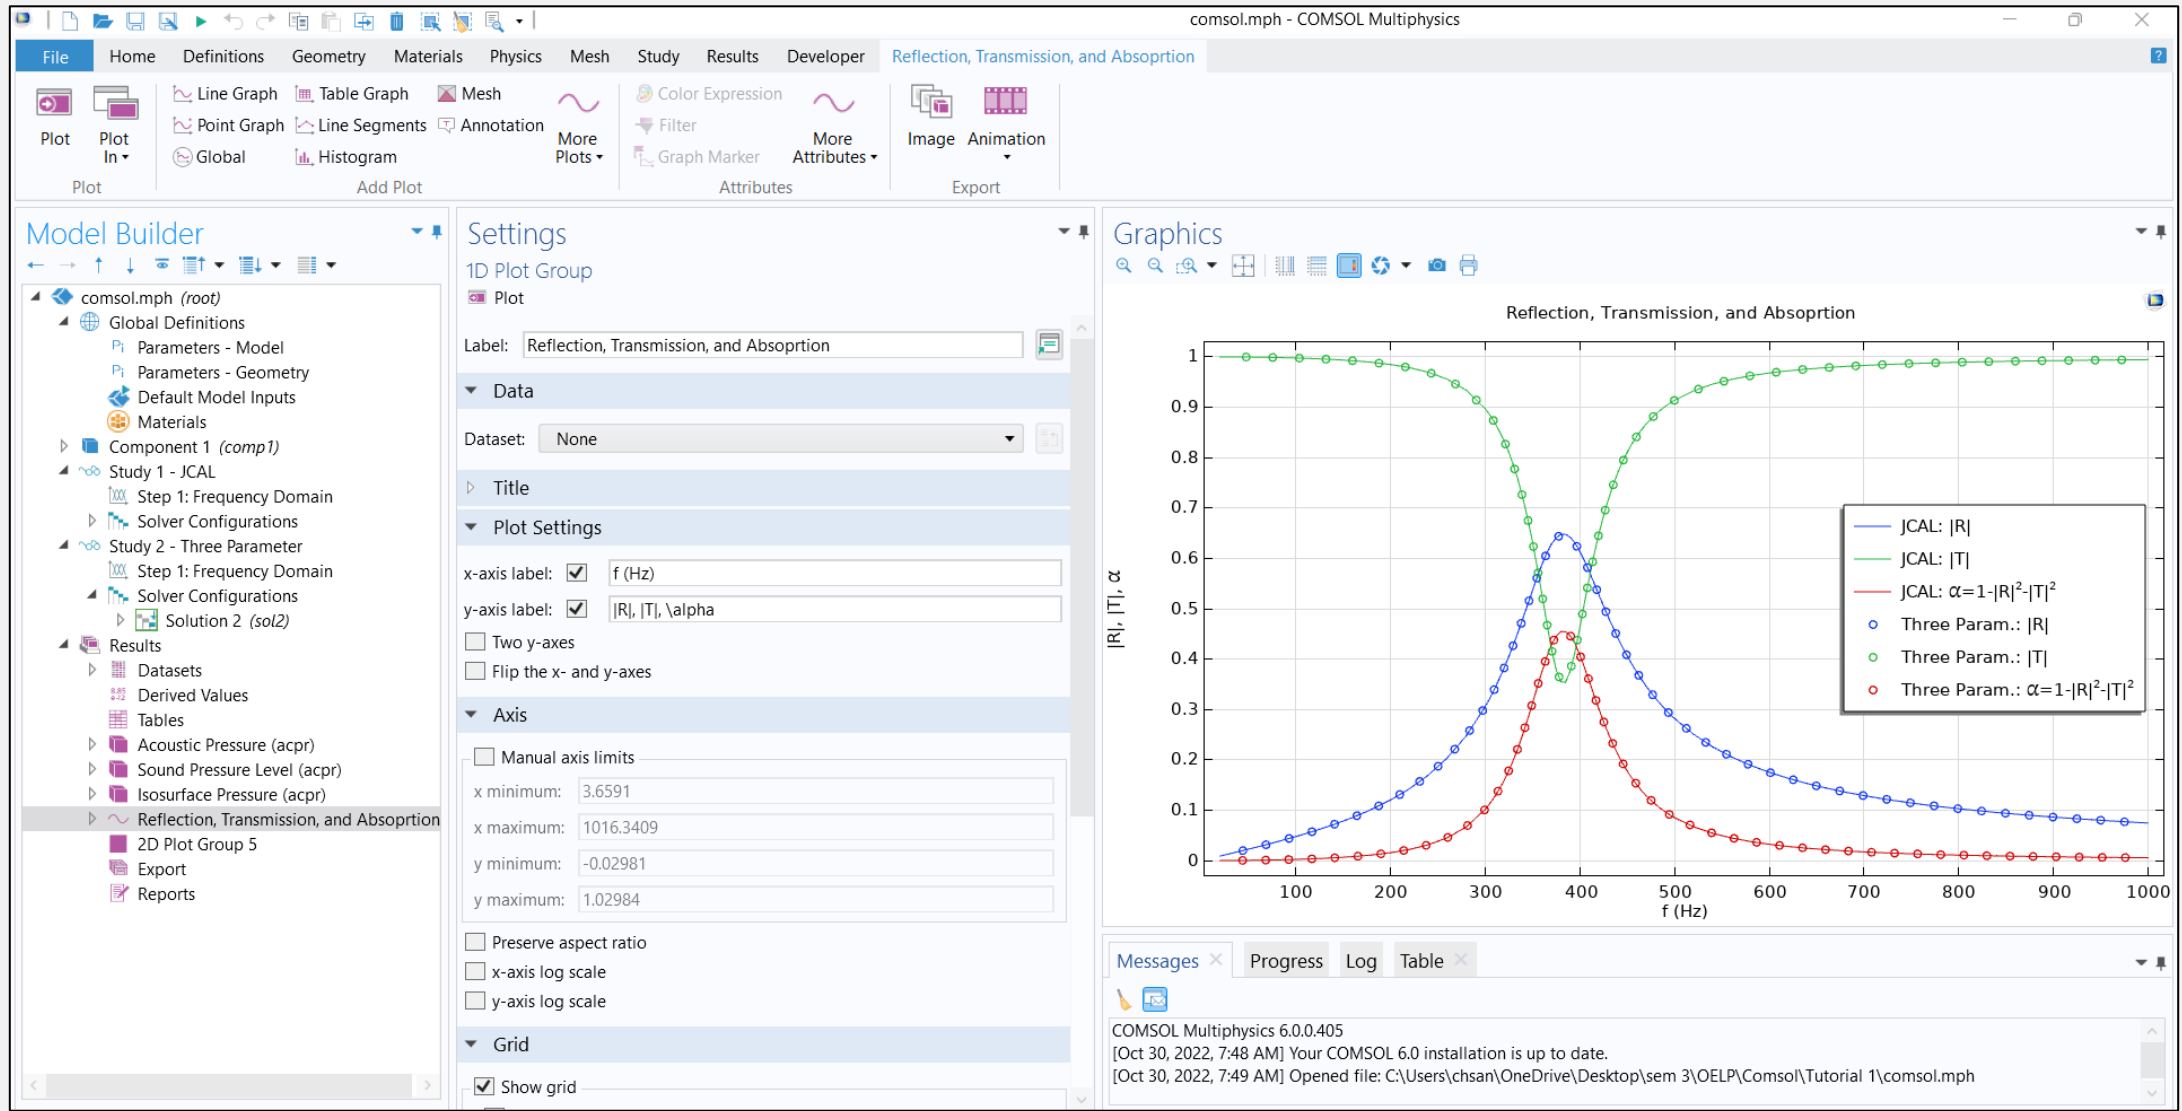 comsol.mph - COMSOL Multiphysics
File Home Definitions Geometry Materials Physics Mesh Study Results Developer Reflection, Transmission, and Absoprtion
Plot
Plot In
Line Graph Table Graph Mesh
Point Graph Line Segments Annotation
Global Histogram
More Plots
Color Expression
Filter
Graph Marker
More Attributes
Image Animation
Plot Add Plot Attributes Export
Model Builder
comsol.mph (root)
Global Definitions
Pi Parameters - Model
Pi Parameters - Geometry
Default Model Inputs
Materials
Component 1 (comp1)
Study 1 - JCAL
Step 1: Frequency Domain
Solver Configurations
Study 2 - Three Parameter
Step 1: Frequency Domain
Solver Configurations
Solution 2 (sol2)
Results
Datasets
8.85 e-12 Derived Values
Tables
Acoustic Pressure (acpr)
Sound Pressure Level (acpr)
Isosurface Pressure (acpr)
Reflection, Transmission, and Absoprtion
2D Plot Group 5
Export
Reports
Settings
1D Plot Group
Plot
Label: Reflection, Transmission, and Absoprtion
Data
Dataset: None
Title
Plot Settings
x-axis label: f (Hz)
y-axis label: |R|, |T|, \alpha
Two y-axes
Flip the x- and y-axes
Axis
Manual axis limits
x minimum: 3.6591
x maximum: 1016.3409
y minimum: -0.02981
y maximum: 1.02984
Preserve aspect ratio
x-axis log scale
y-axis log scale
Grid
Show grid
Graphics
Reflection, Transmission, and Absoprtion
1
0.9
0.8
0.7
0.6
0.5
0.4
0.3
0.2
0.1
0
|R|, |T|, α
100 200 300 400 500 600 700 800 900 1000
f (Hz)
JCAL: |R|
JCAL: |T|
JCAL: α=1-|R|²-|T|²
Three Param.: |R|
Three Param.: |T|
Three Param.: α=1-|R|²-|T|²
Messages Progress Log Table
COMSOL Multiphysics 6.0.0.405
[Oct 30, 2022, 7:48 AM] Your COMSOL 6.0 installation is up to date.
[Oct 30, 2022, 7:49 AM] Opened file: C:\Users\chsan\OneDrive\Desktop\sem 3\OELP\Comsol\Tutorial 1\comsol.mph